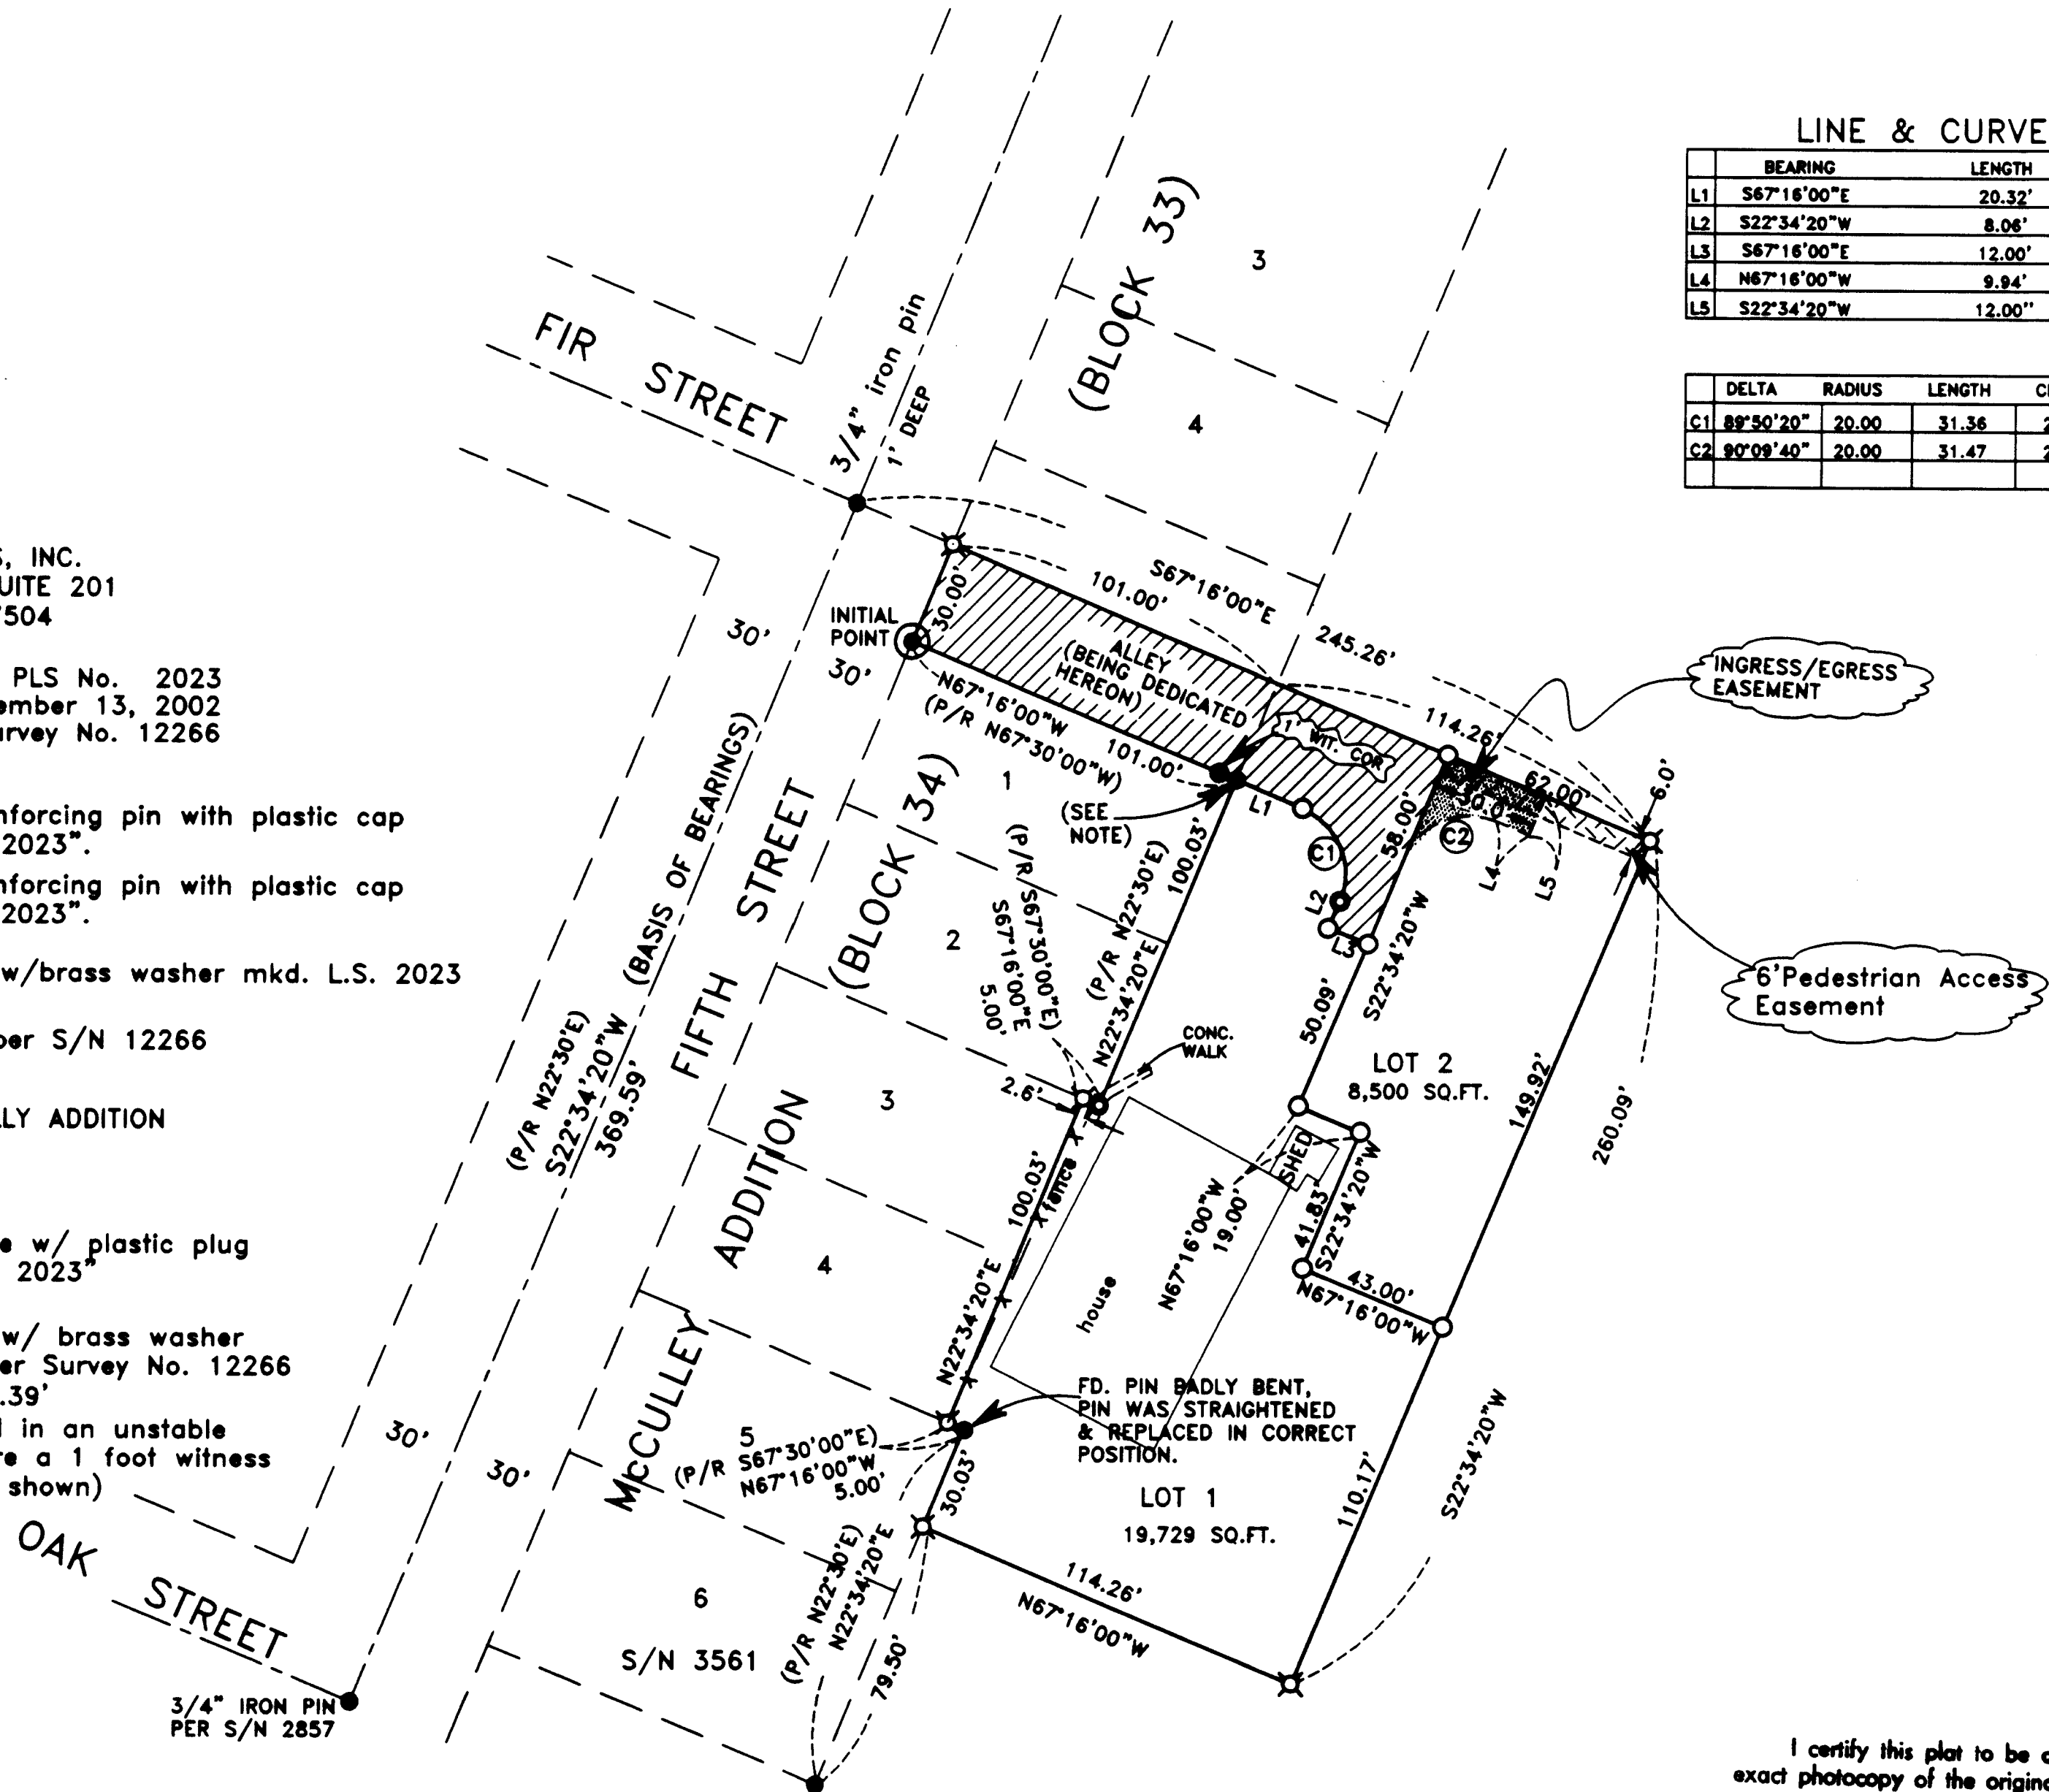 LINE & CURVE
BEARING LENGTH
L1 S67°16'00"E 20.32'
L2 S22°34'20"W 8.06'
L3 S67°16'00"E 12.00'
L4 N67°16'00"W 9.94'
L5 S22°34'20"W 12.00"
DELTA RADIUS LENGTH
C1 89°50'20" 20.00 31.36
C2 90°09'40" 20.00 31.47
INC.
UITE 201
504
PLS No. 2023
ember 13, 2002
rvey No. 12266
nforcing pin with plastic cap
2023".
nforcing pin with plastic cap
2023".
w/brass washer mkd. L.S. 2023
per S/N 12266
LLY ADDITION
e w/ plastic plug
2023"
w/ brass washer
er Survey No. 12266
.39'
in an unstable
re a 1 foot witness
shown)
FIR STREET
3/4" iron pin
1' DEEP
(BLOCK 33)
3
4
INITIAL
POINT
30.00'
30'
30'
S67°16'00"E
101.00'
245.26'
ALLEY
(BEING DEDICATED
HEREON)
N67°16'00"W
(P/R N67°30'00"W)
101.00'
1' WIT. COR
114.26'
62.00'
30.0'
6.0'
INGRESS/EGRESS
EASEMENT
(SEE
NOTE)
L1
C1
L2
L3
58.00'
C2
L4
L5
S22°34'20"W
6'Pedestrian Access
Easement
(BASIS OF BEARINGS)
(P/R N22°30'E)
S22°34'20"W
369.59'
FIFTH STREET
(BLOCK 34)
McCULLEY ADDITION
1
2
3
4
5
6
(P/R S67°30'00"E)
S67°16'00"E
5.00'
(P/R N22°30'E)
N22°34'20"E
100.03'
CONC.
WALK
2.6'
50.09'
LOT 2
8,500 SQ.FT.
149.92'
260.09'
SHED
N67°16'00"W
19.00'
41.83'
S22°34'20"W
43.00'
N67°16'00"W
fence
100.03'
N22°34'20"E
house
FD. PIN BADLY BENT,
PIN WAS STRAIGHTENED
& REPLACED IN CORRECT
POSITION.
(P/R S67°30'00"E)
N67°16'00"W
5.00'
30.03'
LOT 1
19,729 SQ.FT.
110.17'
S22°34'20"W
114.26'
N67°16'00"W
(P/R N22°30'E)
N22°34'20"E
79.50'
S/N 3561
30'
30'
OAK STREET
3/4" IRON PIN
PER S/N 2857
I certify this plat to be
exact photocopy of the origin